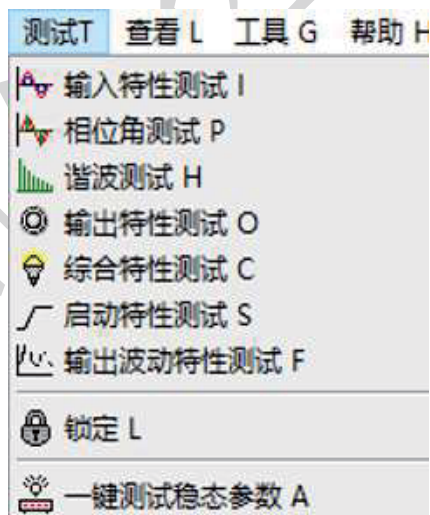 测试T 查看 L 工具 G 帮助 H
输入特性测试 I
相位角测试 P
谐波测试 H
输出特性测试 O
综合特性测试 C
启动特性测试 S
输出波动特性测试 F
锁定 L
一键测试稳态参数 A